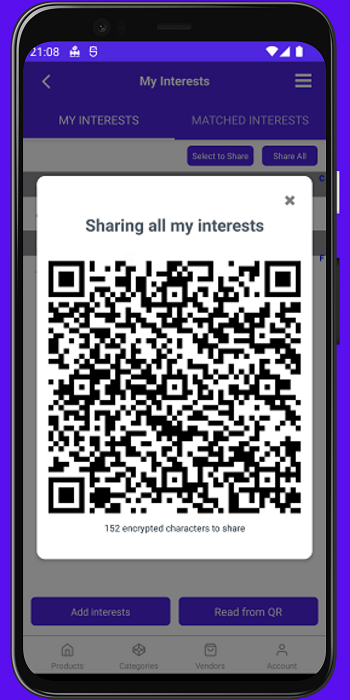 21:08
My Interests
MY INTERESTS
MATCHED INTERESTS
Select to Share
Share All
C
Sharing all my interests
F
152 encrypted characters to share
Add interests
Read from QR
Products
Categories
Vendors
Account